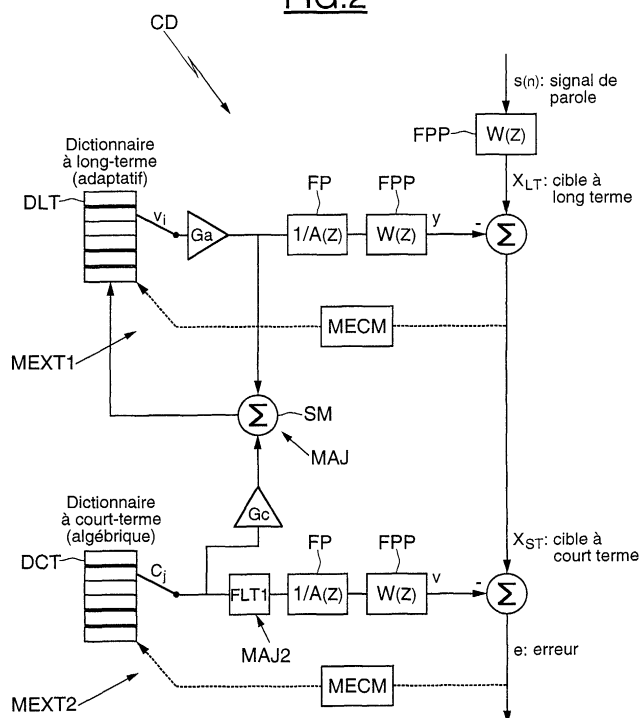 FIG.2
CD
s(n): signal de
parole
FPP
W(z)
Dictionnaire
à long-terme
(adaptatif)
XLT: cible à
long terme
DLT
vi
Ga
FP
1/A(z)
FPP
W(z)
y
-
Σ
MECM
MEXT1
Σ
SM
MAJ
Gc
Dictionnaire
à court-terme
(algébrique)
XST: cible à
court terme
DCT
Cj
FLT1
FP
1/A(z)
FPP
W(z)
v
-
Σ
MAJ2
e: erreur
MECM
MEXT2